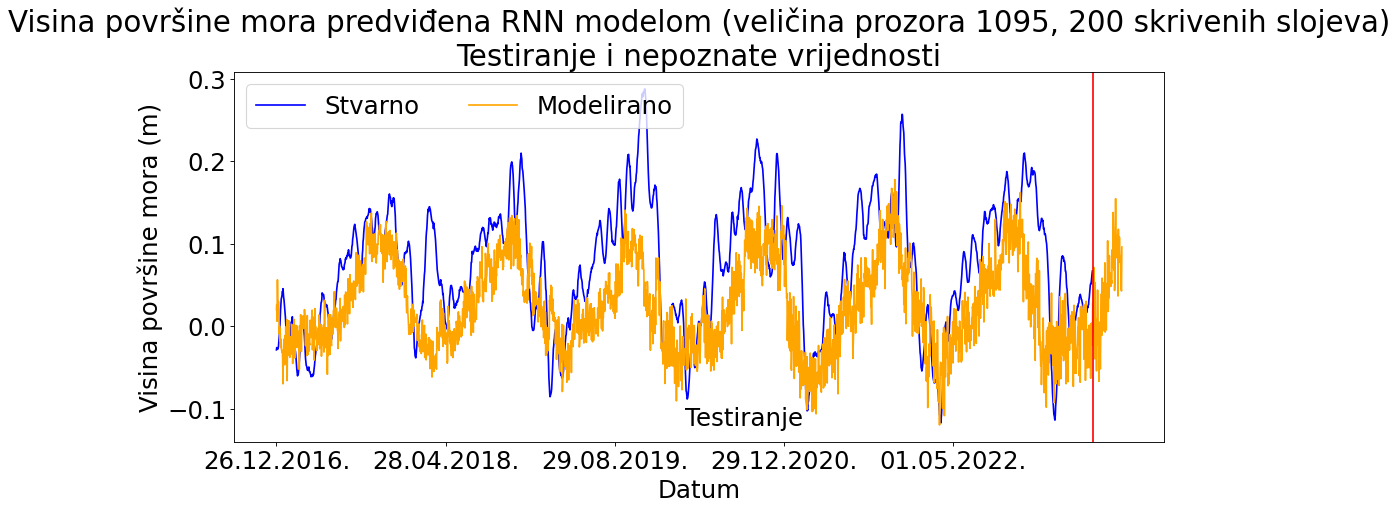 Visina površine mora predviđena RNN modelom (veličina prozora 1095, 200 skrivenih slojeva)
Testiranje i nepoznate vrijednosti
Stvarno Modelirano
Visina površine mora (m)
0.3
0.2
0.1
0.0
−0.1
Testiranje
26.12.2016. 28.04.2018. 29.08.2019. 29.12.2020. 01.05.2022.
Datum